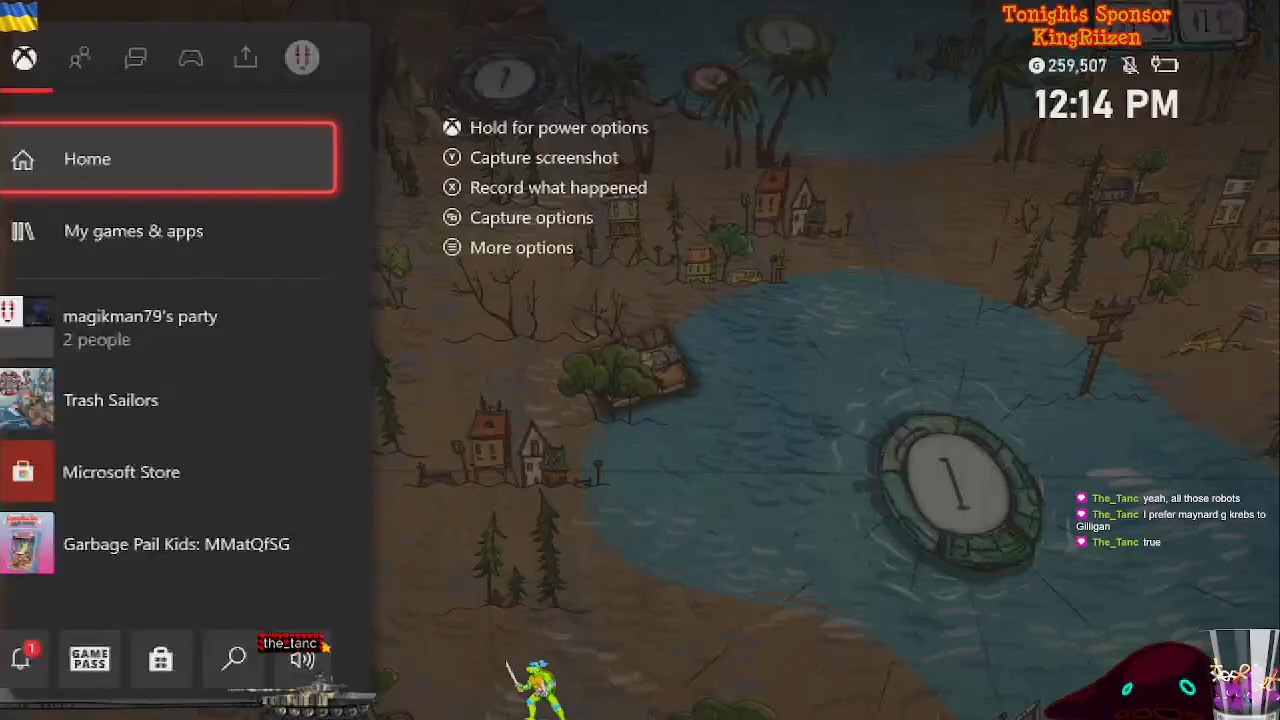 Tonights Sponsor
KingRiizen
G 259,507
12:14 PM
Home
My games & apps
magikman79's party
2 people
Trash Sailors
Microsoft Store
Garbage Pail Kids: MMatQfSG
1
GAME
PASS
the_tanc
Hold for power options
Y Capture screenshot
X Record what happened
Capture options
More options
1
The_Tanc yeah, all those robots
The_Tanc I prefer maynard g krebs to
Gilligan
The_Tanc true